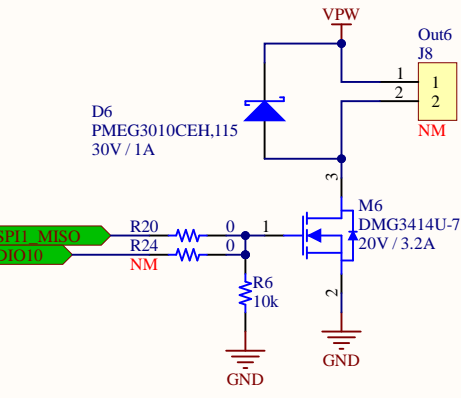 VPW
Out6
J8
1
1
2
2
NM
D6
PMEG3010CEH,115
30V / 1A
3
M6
DMG3414U-7
20V / 3.2A
SPI1_MISO
R20
0
1
DIO10
R24
0
NM
R6
10k
2
GND
GND